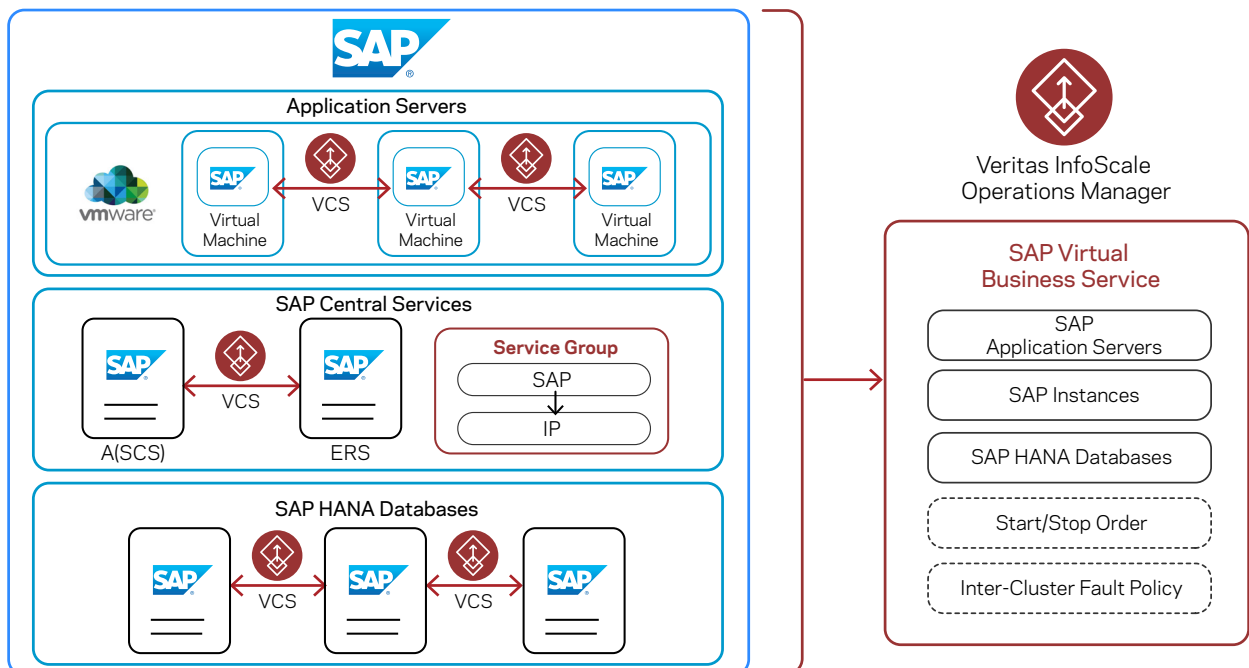 SAP
®
Application Servers
vmware®
SAP
®
Virtual
Machine
VCS
SAP
®
Virtual
Machine
VCS
SAP
®
Virtual
Machine
SAP Central Services
SAP
®
A(SCS)
VCS
SAP
®
ERS
Service Group
SAP
IP
SAP HANA Databases
SAP
®
VCS
SAP
®
VCS
SAP
®
Veritas InfoScale
Operations Manager
SAP Virtual
Business Service
SAP
Application Servers
SAP Instances
SAP HANA Databases
Start/Stop Order
Inter-Cluster Fault Policy